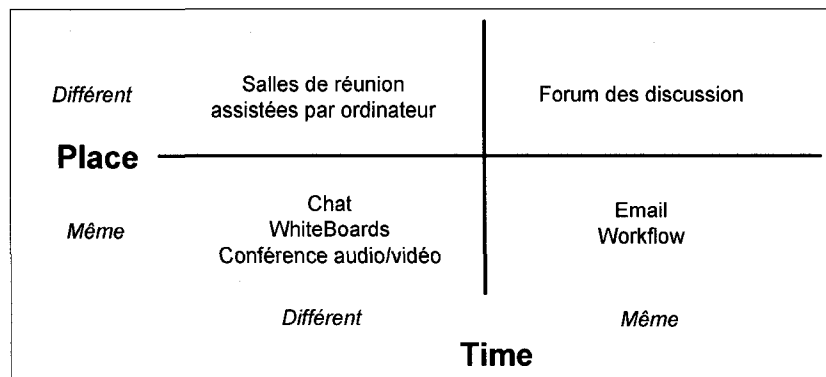 Différent
Salles de réunion
assistées par ordinateur
Forum des discussion
Place
Même
Chat
WhiteBoards
Conférence audio/vidéo
Email
Workflow
Différent
Même
Time